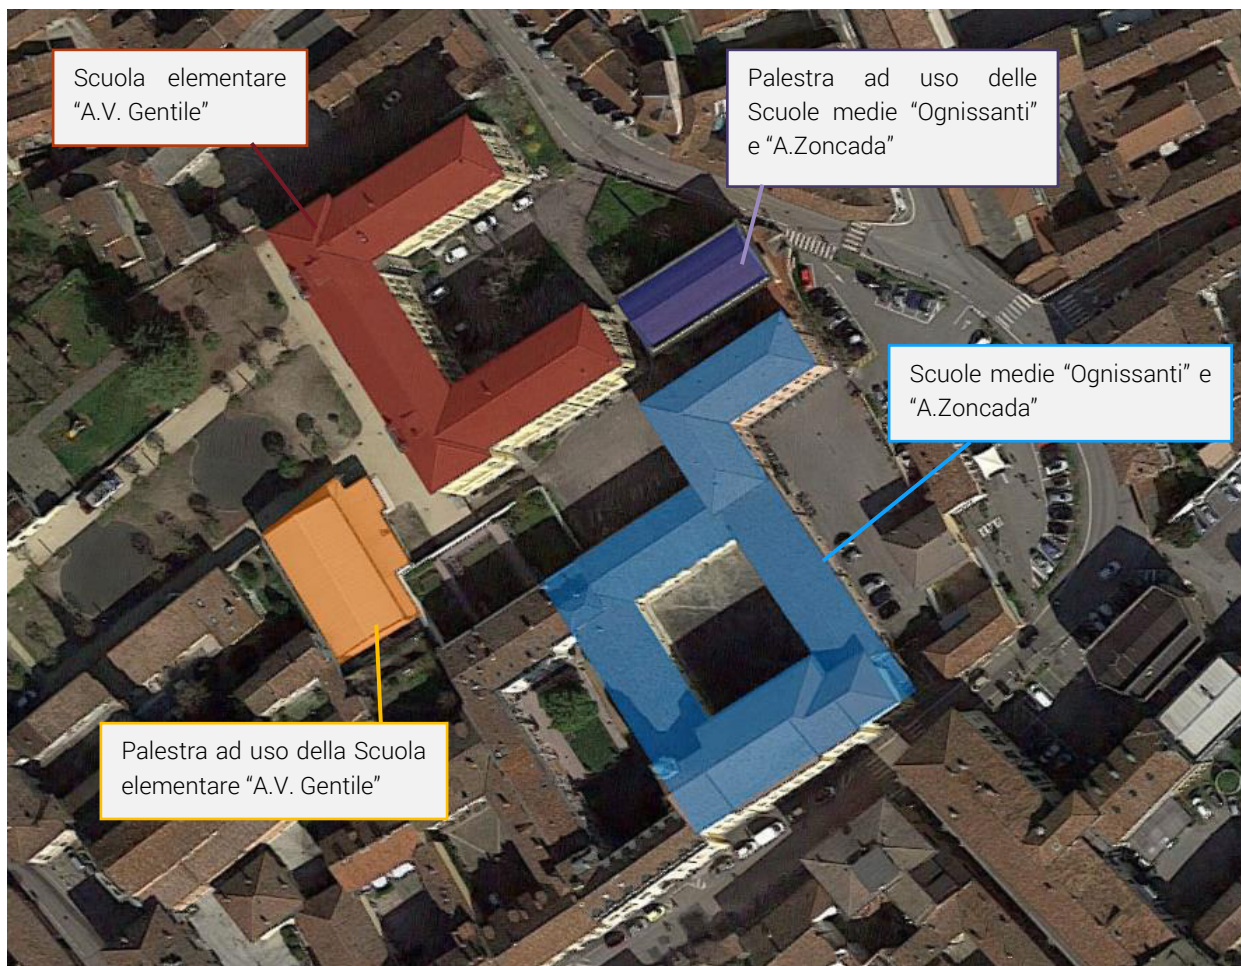 Scuola elementare
“A.V. Gentile”
Palestra ad uso delle
Scuole medie “Ognissanti”
e “A.Zoncada”
Scuole medie “Ognissanti” e
“A.Zoncada”
Palestra ad uso della Scuola
elementare “A.V. Gentile”